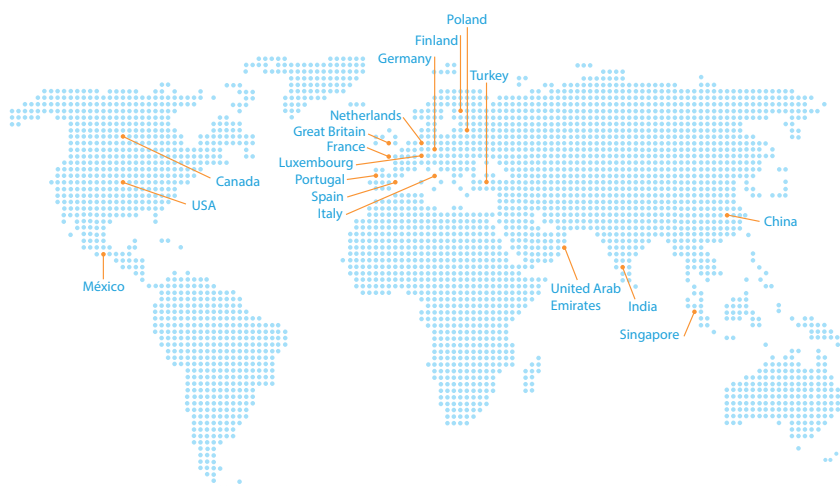 Poland
Finland
Germany
Turkey
Netherlands
Great Britain
France
Luxembourg
Portugal
Spain
Italy
Canada
USA
México
China
United Arab
Emirates
India
Singapore